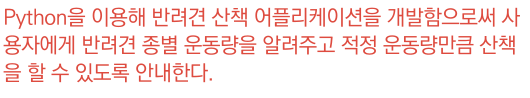 Python을 이용해 반려견 산책 어플리케이션을 개발함으로써 사
용자에게 반려견 종별 운동량을 알려주고 적정 운동량만큼 산책
을 할 수 있도록 안내한다.